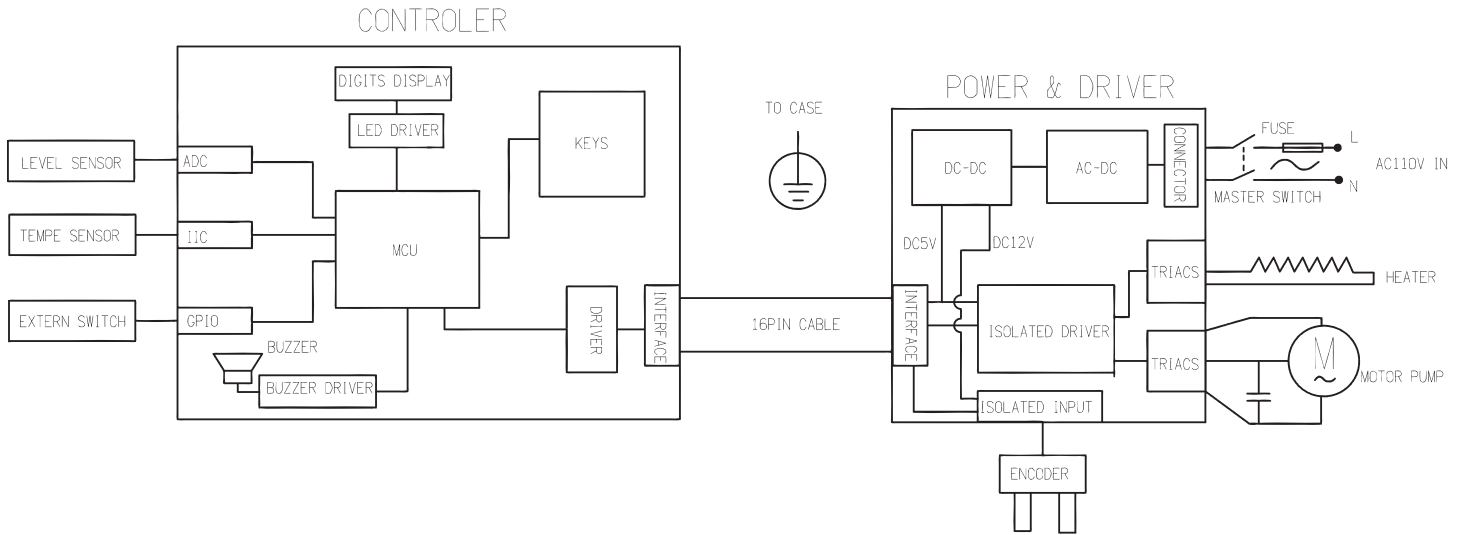 CONTROLER
DIGITS DISPLAY
LED DRIVER
KEYS
LEVEL SENSOR
ADC
TEMPE SENSOR
IIC
MCU
EXTERN SWITCH
GPIO
BUZZER
BUZZER DRIVER
DRIVER
INTERFACE
TO CASE
16PIN CABLE
POWER & DRIVER
DC-DC
AC-DC
CONNECTOR
FUSE
L
AC110V IN
N
MASTER SWITCH
DC5V
DC12V
TRIACS
HEATER
INTERFACE
ISOLATED DRIVER
TRIACS
M
MOTOR PUMP
ISOLATED INPUT
ENCODER